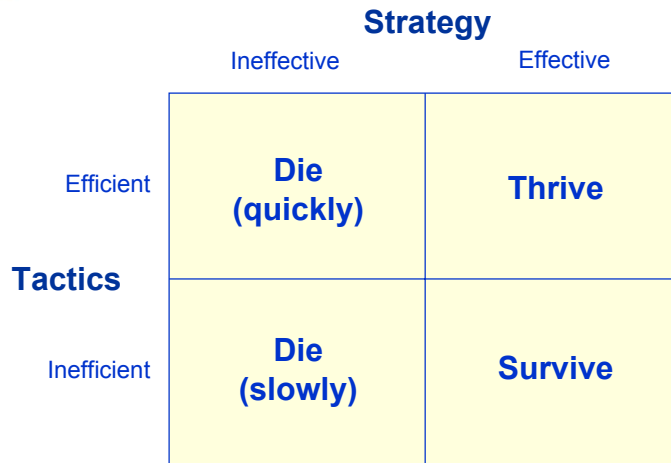 Strategy
Ineffective
Effective
Efficient
Die
(quickly)
Thrive
Tactics
Inefficient
Die
(slowly)
Survive